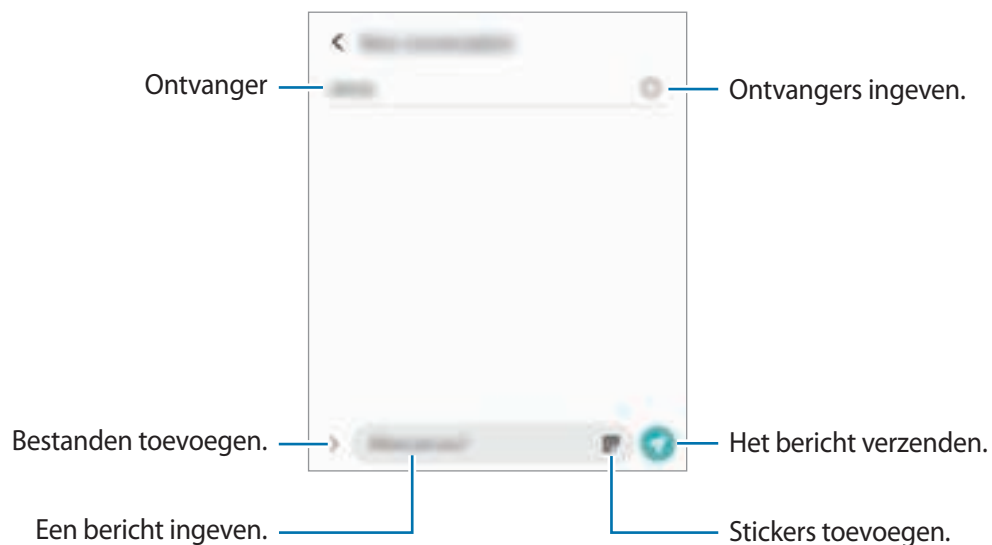 Ontvanger
Ontvangers ingeven.
Bestanden toevoegen.
Het bericht verzenden.
Een bericht ingeven.
Stickers toevoegen.